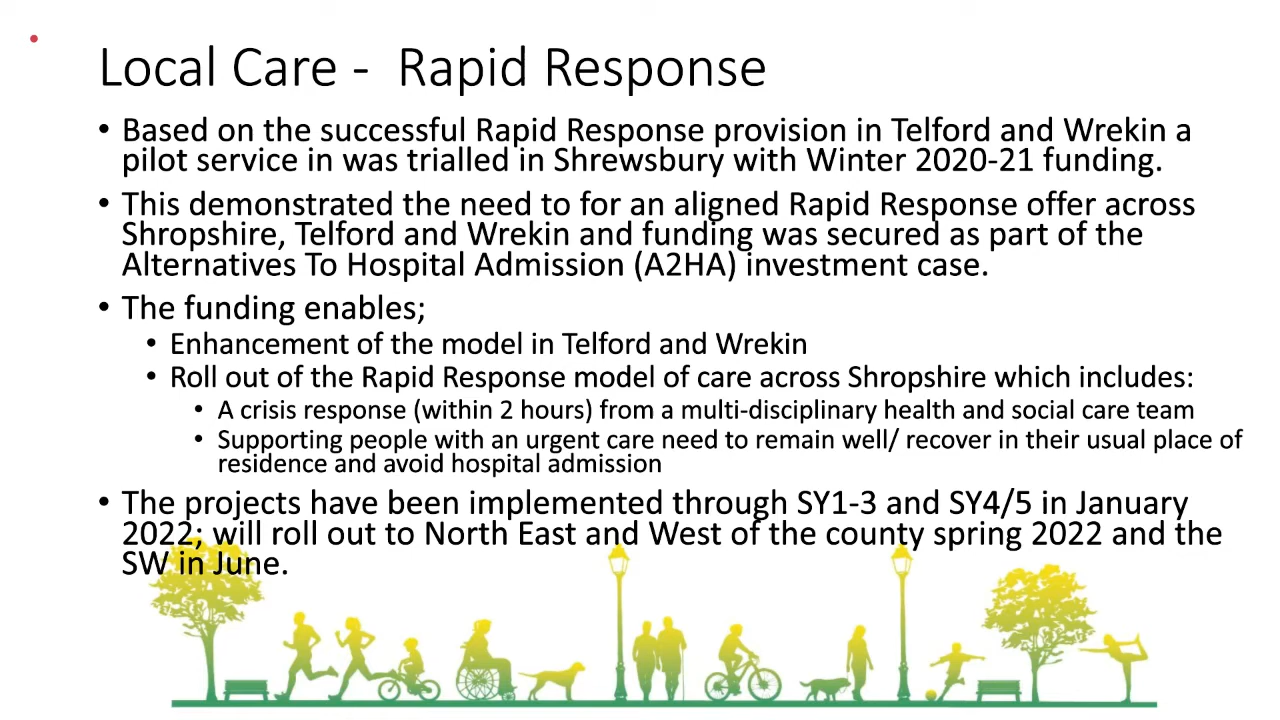 Local Care -  Rapid Response
• Based on the successful Rapid Response provision in Telford and Wrekin a
pilot service in was trialled in Shrewsbury with Winter 2020-21 funding.
• This demonstrated the need to for an aligned Rapid Response offer across
Shropshire, Telford and Wrekin and funding was secured as part of the
Alternatives To Hospital Admission (A2HA) investment case.
• The funding enables;
• Enhancement of the model in Telford and Wrekin
• Roll out of the Rapid Response model of care across Shropshire which includes:
• A crisis response (within 2 hours) from a multi-disciplinary health and social care team
• Supporting people with an urgent care need to remain well/ recover in their usual place of
residence and avoid hospital admission
• The projects have been implemented through SY1-3 and SY4/5 in January
2022; will roll out to North East and West of the county spring 2022 and the
SW in June.